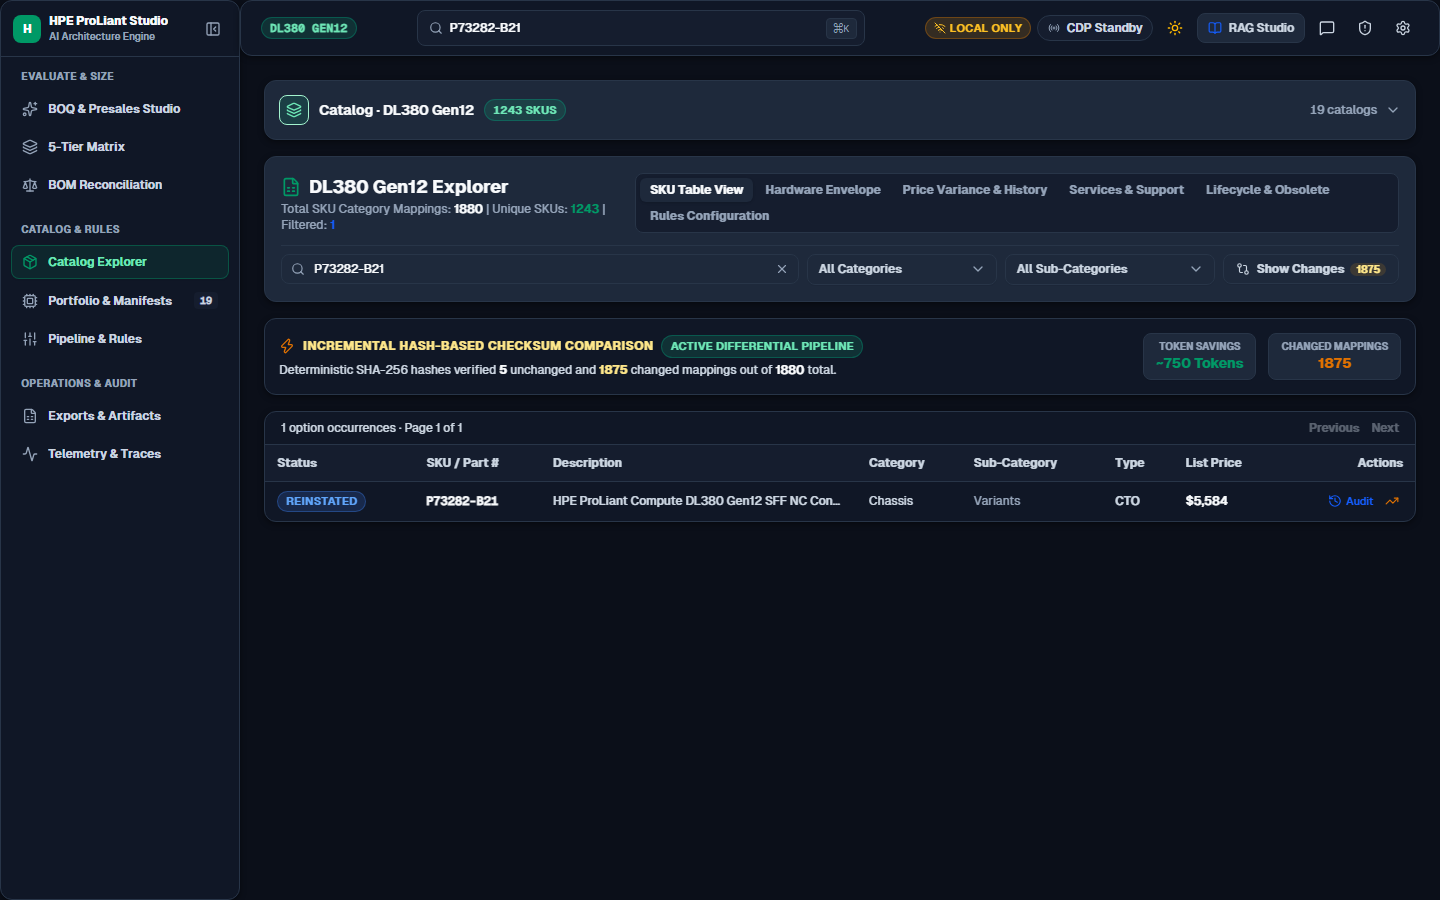 H
HPE ProLiant Studio
AI Architecture Engine
DL380 GEN12
P73282-B21
⌘K
LOCAL ONLY
CDP Standby
RAG Studio
EVALUATE & SIZE
BOQ & Presales Studio
5-Tier Matrix
BOM Reconciliation
CATALOG & RULES
Catalog Explorer
Portfolio & Manifests 19
Pipeline & Rules
OPERATIONS & AUDIT
Exports & Artifacts
Telemetry & Traces
Catalog · DL380 Gen12 1243 SKUS
19 catalogs
DL380 Gen12 Explorer
Total SKU Category Mappings: 1880 | Unique SKUs: 1243 |
Filtered: 1
SKU Table View Hardware Envelope Price Variance & History Services & Support Lifecycle & Obsolete
Rules Configuration
P73282-B21
All Categories
All Sub-Categories
Show Changes 1875
INCREMENTAL HASH-BASED CHECKSUM COMPARISON ACTIVE DIFFERENTIAL PIPELINE
Deterministic SHA-256 hashes verified 5 unchanged and 1875 changed mappings out of 1880 total.
TOKEN SAVINGS
~750 Tokens
CHANGED MAPPINGS
1875
1 option occurrences · Page 1 of 1
Previous Next
Status SKU / Part # Description Category Sub-Category Type List Price Actions
REINSTATED P73282-B21 HPE ProLiant Compute DL380 Gen12 SFF NC Con... Chassis Variants CTO $5,584 Audit